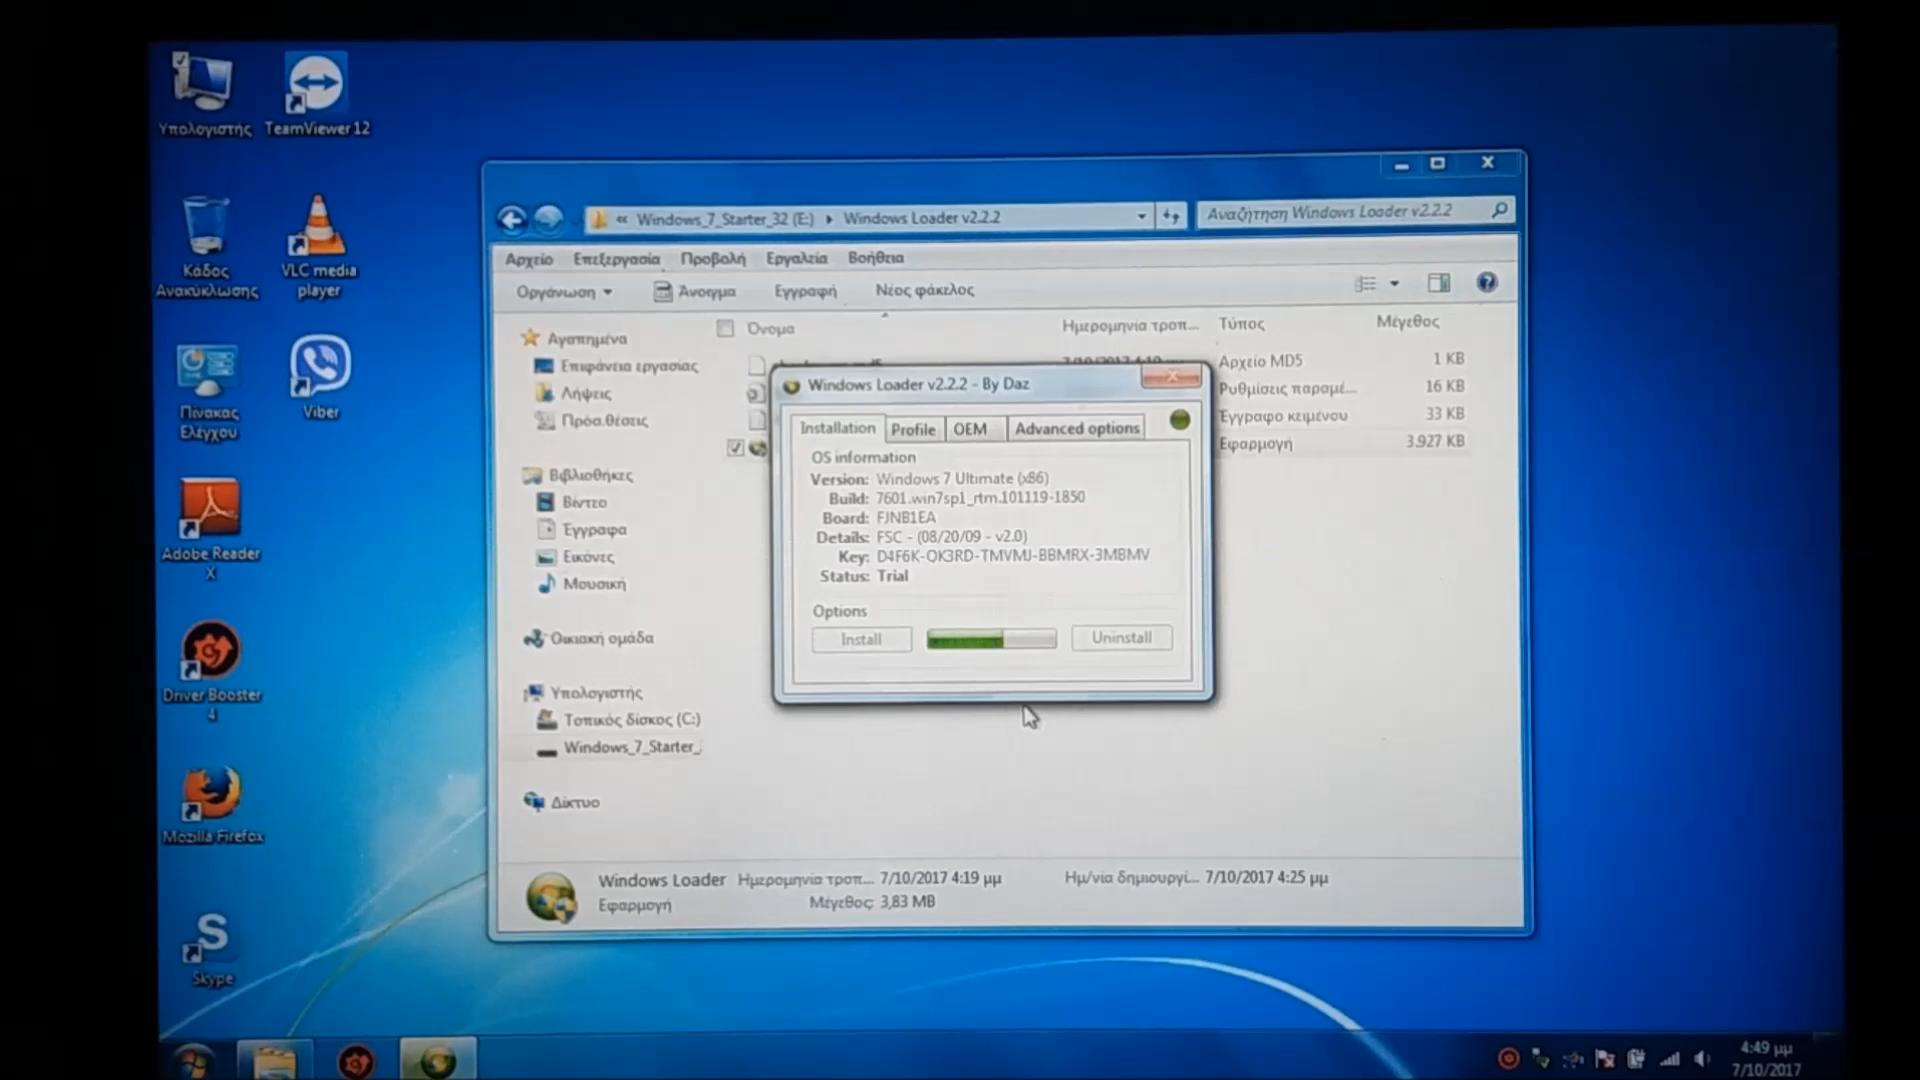 Υπολογιστής
TeamViewer 12
Κάδος
Ανακύκλωσης
VLC media
player
Πίνακας
Ελέγχου
Viber
Adobe Reader
X
Driver Booster
4
Mozilla Firefox
S
Skype
« Windows_7_Starter_32 (E:) Windows Loader v2.2.2
Αναζήτηση Windows Loader v2.2.2
Αρχείο Επεξεργασία Προβολή Εργαλεία Βοήθεια
Οργάνωση Άνοιγμα Εγγραφή Νέος φάκελος
Όνομα Ημερομηνία τροπ... Τύπος Μέγεθος
Αρχείο MD5 1 KB
Ρυθμίσεις παραμέ... 16 KB
Έγγραφο κειμένου 33 KB
Εφαρμογή 3.927 KB
Αγαπημένα
Επιφάνεια εργασίας
Λήψεις
Πρόσ.θέσεις
Βιβλιοθήκες
Βίντεο
Έγγραφα
Εικόνες
Μουσική
Οικιακή ομάδα
Υπολογιστής
Τοπικός δίσκος (C:)
Windows_7_Starter_
Δίκτυο
Windows Loader v2.2.2 - By Daz
Installation Profile OEM Advanced options
OS information
Version: Windows 7 Ultimate (x86)
Build: 7601.win7sp1_rtm.101119-1850
Board: FJNB1EA
Details: FSC - (08/20/09 - v2.0)
Key: D4F6K-QK3RD-TMVMJ-BBMRX-3MBMV
Status: Trial
Options
Install Uninstall
Windows Loader Ημερομηνία τροπ... 7/10/2017 4:19 μμ Ημ/νία δημιουργί... 7/10/2017 4:25 μμ
Εφαρμογή Μέγεθος: 3,83 MB
4:49 μμ
7/10/2017